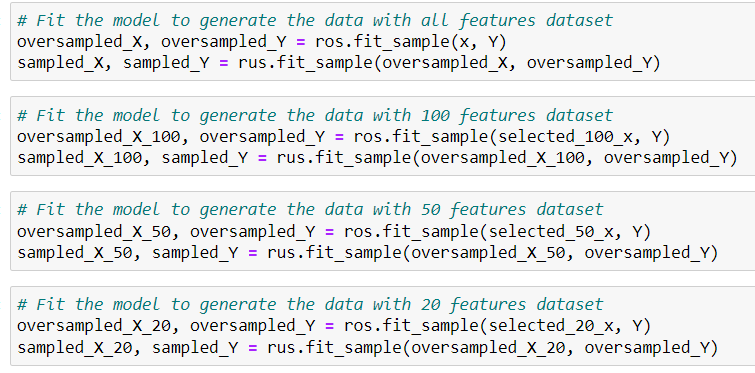 # Fit the model to generate the data with all features dataset
oversampled_X, oversampled_Y = ros.fit_sample(x, Y)
sampled_X, sampled_Y = rus.fit_sample(oversampled_X, oversampled_Y)
# Fit the model to generate the data with 100 features dataset
oversampled_X_100, oversampled_Y = ros.fit_sample(selected_100_x, Y)
sampled_X_100, sampled_Y = rus.fit_sample(oversampled_X_100, oversampled_Y)
# Fit the model to generate the data with 50 features dataset
oversampled_X_50, oversampled_Y = ros.fit_sample(selected_50_x, Y)
sampled_X_50, sampled_Y = rus.fit_sample(oversampled_X_50, oversampled_Y)
# Fit the model to generate the data with 20 features dataset
oversampled_X_20, oversampled_Y = ros.fit_sample(selected_20_x, Y)
sampled_X_20, sampled_Y = rus.fit_sample(oversampled_X_20, oversampled_Y)